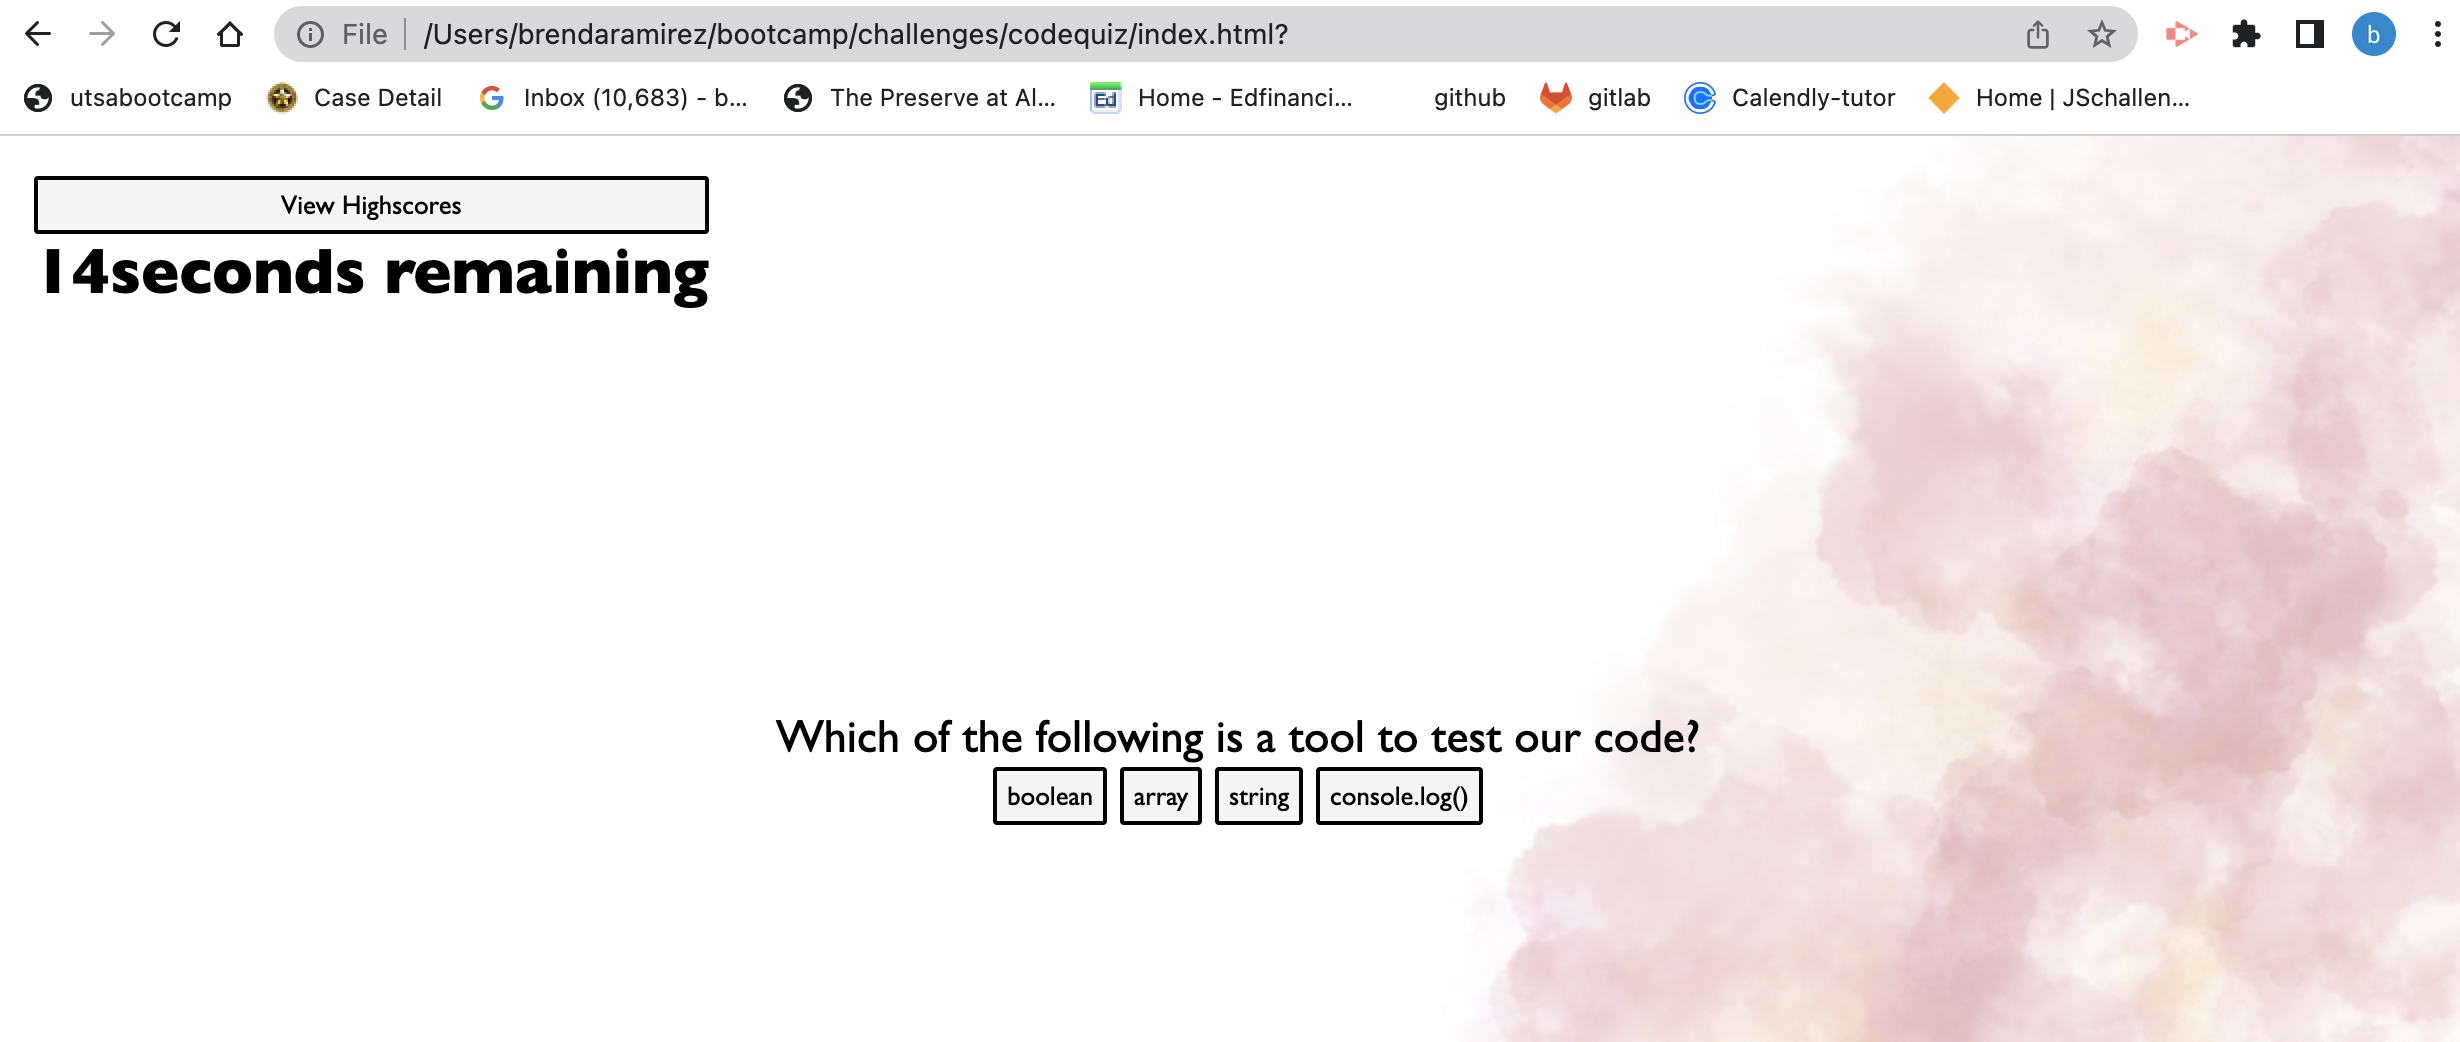 File /Users/brendaramirez/bootcamp/challenges/codequiz/index.html? b
utsabootcamp Case Detail Inbox (10,683) - b... The Preserve at Al... Ed Home - Edfinanci... github gitlab Calendly-tutor Home | JSchallen...
View Highscores
14seconds remaining
Which of the following is a tool to test our code?
boolean array string console.log()